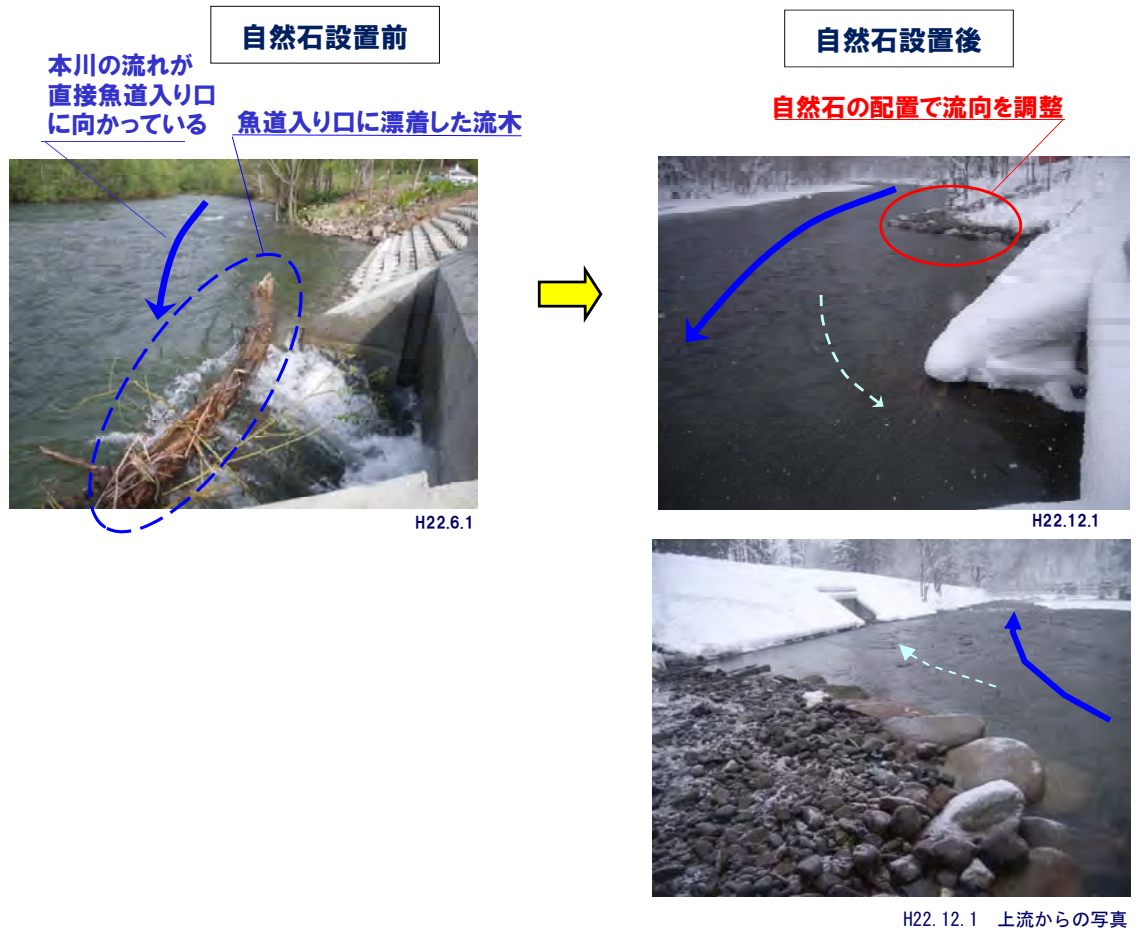 自然石設置前
本川の流れが
直接魚道入り口
に向かっている
魚道入り口に漂着した流木
H22.6.1
自然石設置後
自然石の配置で流向を調整
H22.12.1
H22.12.1 上流からの写真